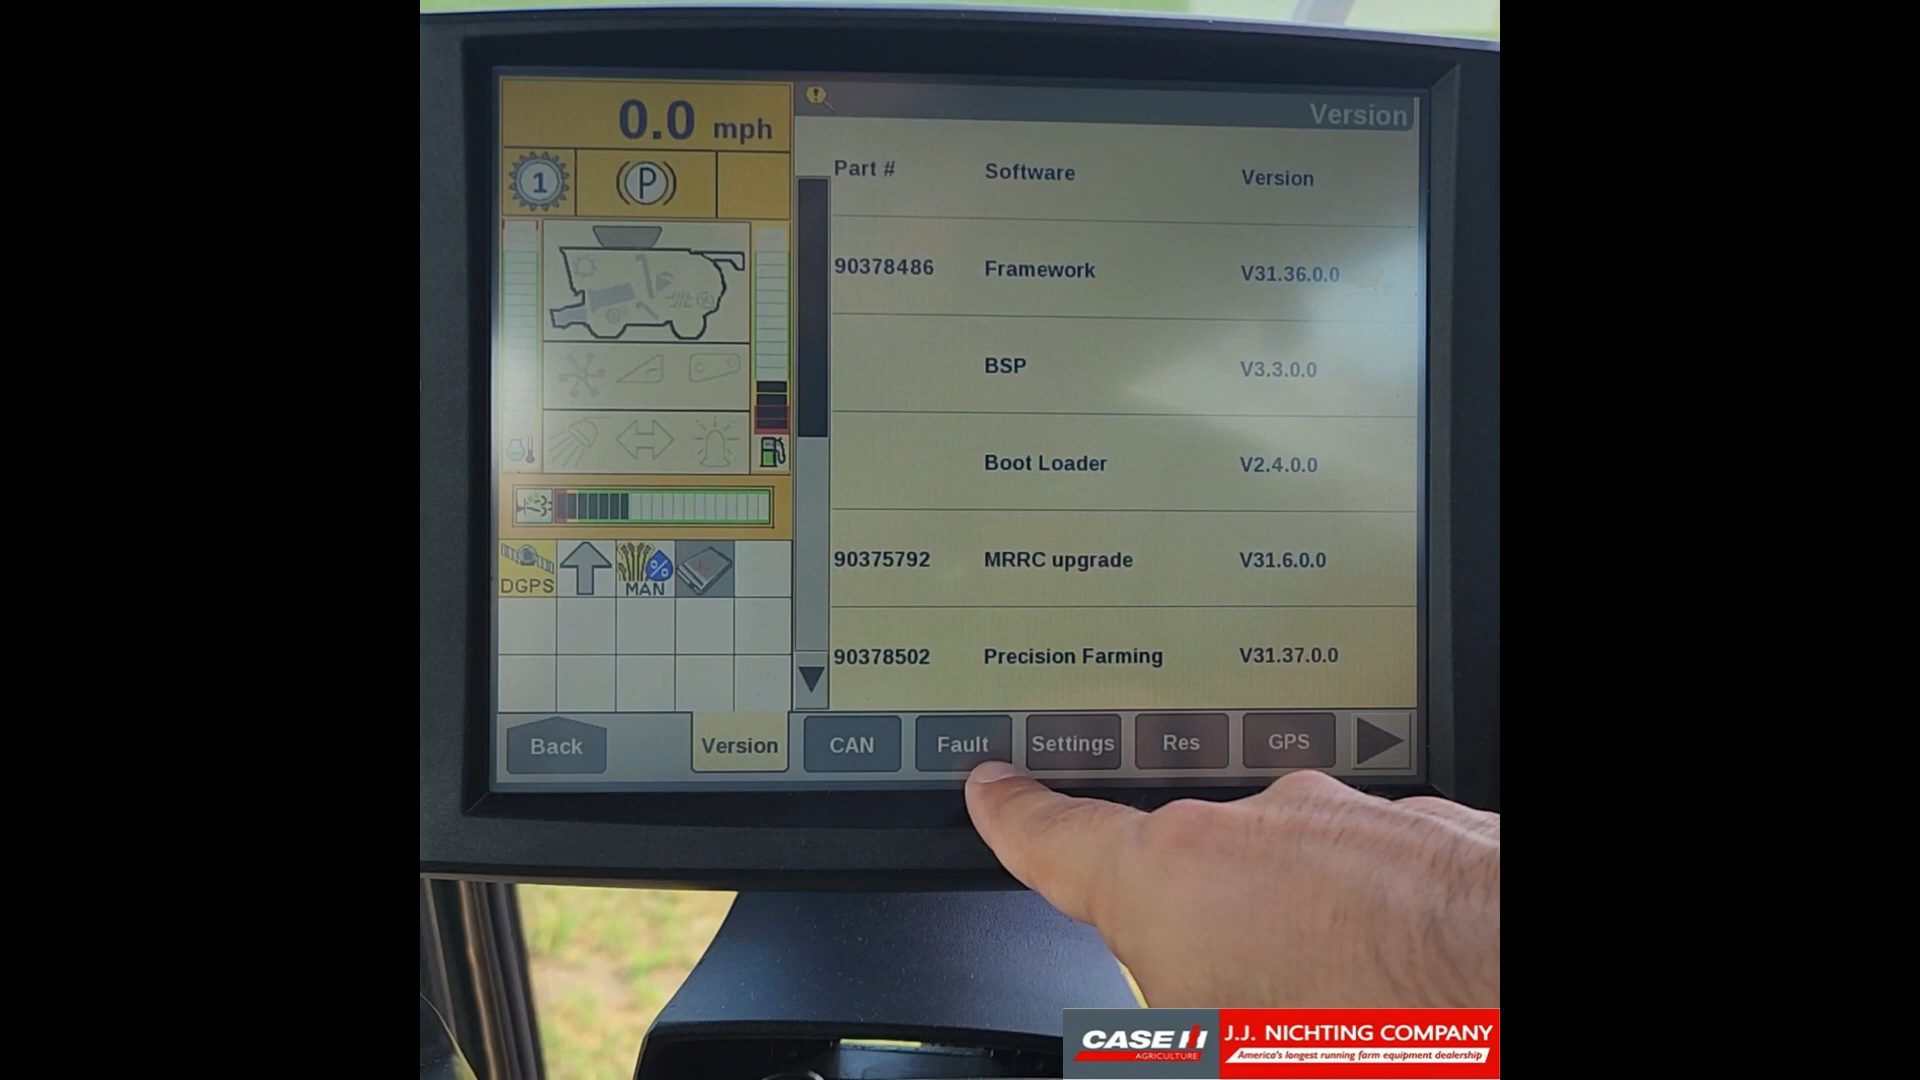 0.0 mph
1
P
DGPS
%
MAN
Version
Part # Software Version
90378486 Framework V31.36.0.0
BSP V3.3.0.0
Boot Loader V2.4.0.0
90375792 MRRC upgrade V31.6.0.0
90378502 Precision Farming V31.37.0.0
Back Version CAN Fault Settings Res GPS
CASE IH
AGRICULTURE
J.J. NICHTING COMPANY
America's longest running farm equipment dealership